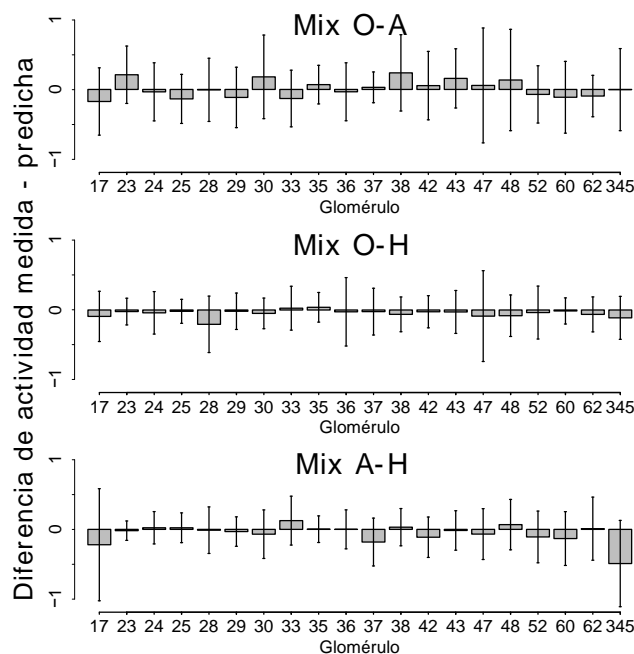 Diferencia de actividad medida - predicha
Mix O-A
1
0
−1
17 23 24 25 28 29 30 33 35 36 37 38 42 43 47 48 52 60 62 345
Glomérulo
Mix O-H
1
0
−1
17 23 24 25 28 29 30 33 35 36 37 38 42 43 47 48 52 60 62 345
Glomérulo
Mix A-H
1
0
−1
17 23 24 25 28 29 30 33 35 36 37 38 42 43 47 48 52 60 62 345
Glomérulo